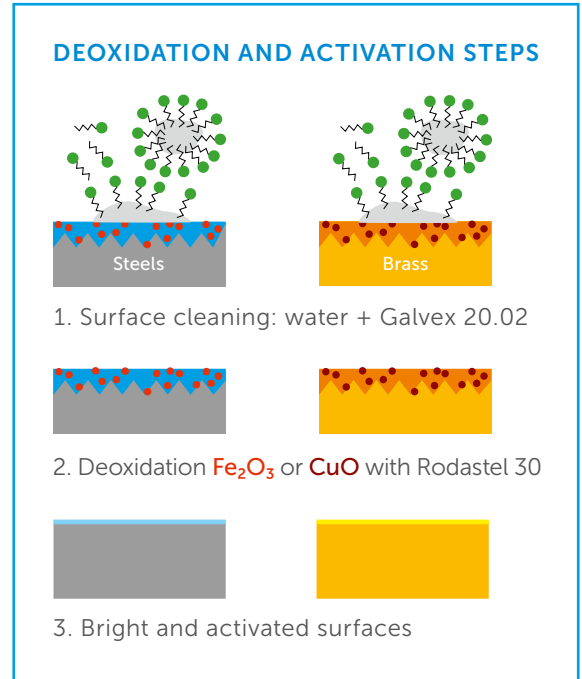 DEOXIDATION AND ACTIVATION STEPS
Steels
Brass
1. Surface cleaning: water + Galvex 20.02
2. Deoxidation Fe₂O₃ or CuO with Rodastel 30
3. Bright and activated surfaces